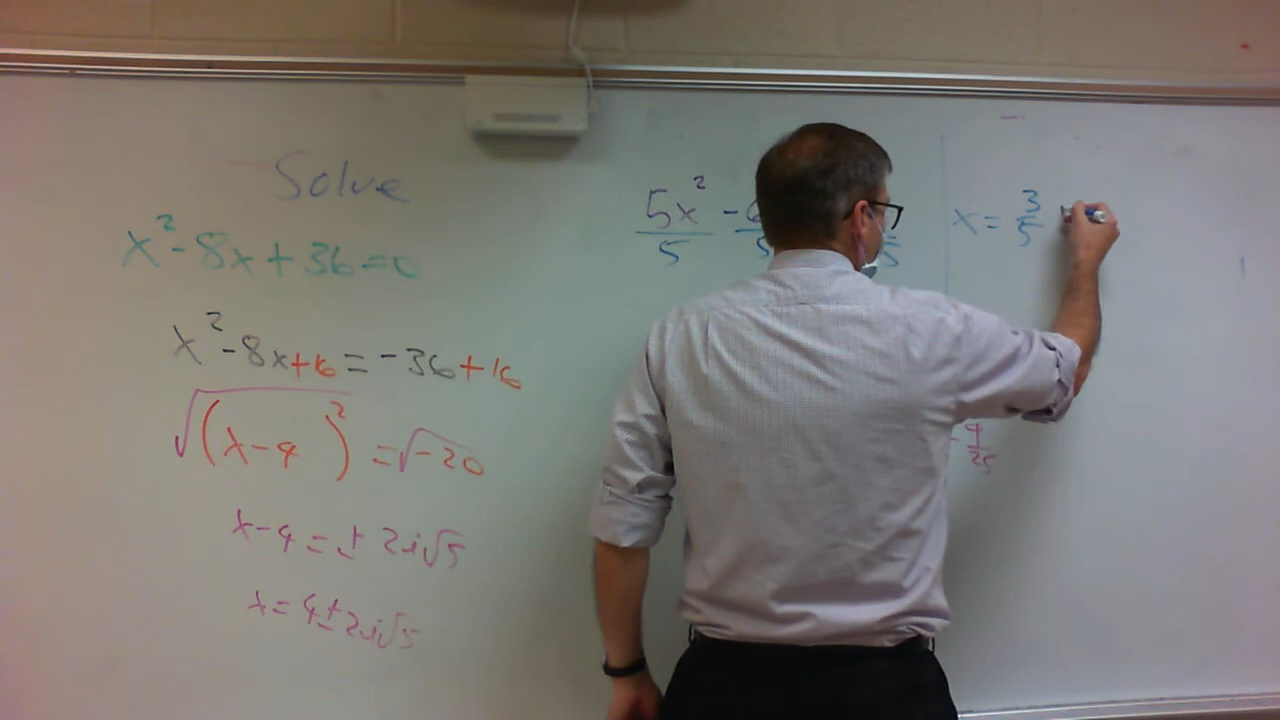 Solve
x² - 8x + 36 = 0
x² - 8x + 16 = -36 + 16
√(x - 4)² = √-20
x - 4 = ± 2i√5
x = 4 ± 2i√5
5x²/5 - 6 /5 /5
x = 3/5
- 4/25